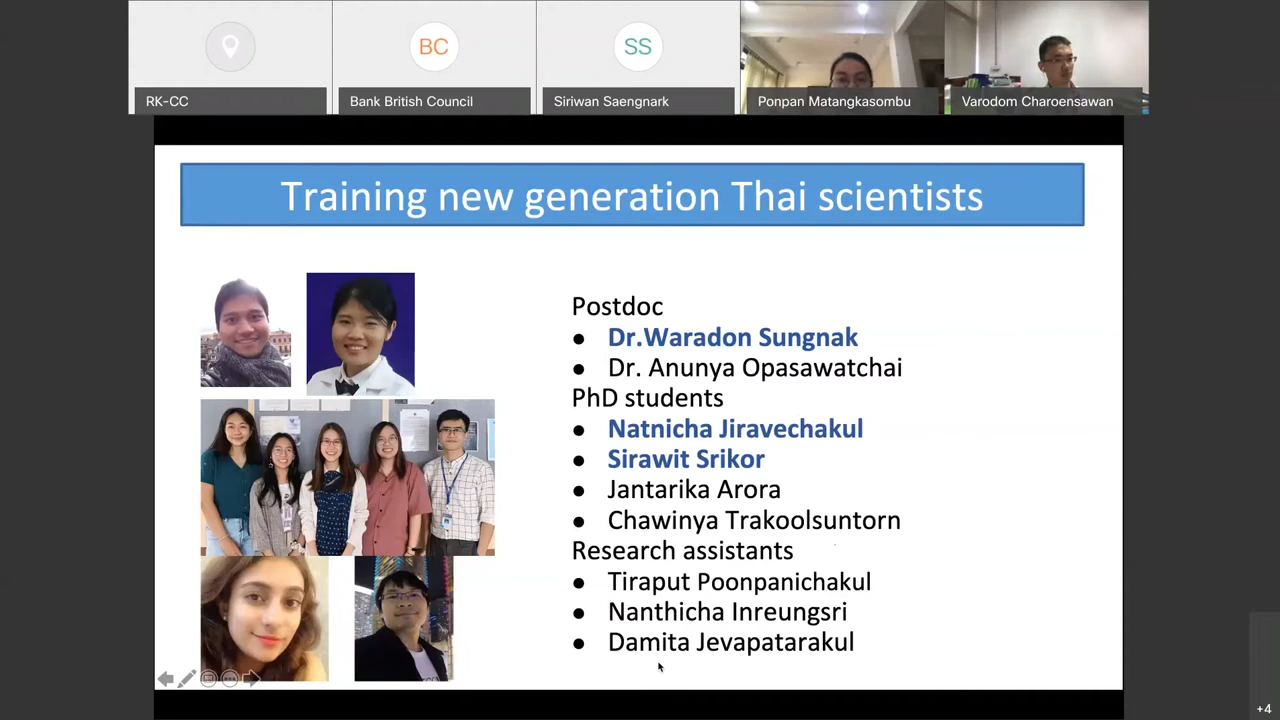 BC
SS
RK-CC
Bank British Council
Siriwan Saengnark
Ponpan Matangkasombu
Varodom Charoensawan
Training new generation Thai scientists
Postdoc
● Dr.Waradon Sungnak
● Dr. Anunya Opasawatchai
PhD students
● Natnicha Jiravechakul
● Sirawit Srikor
● Jantarika Arora
● Chawinya Trakoolsuntorn
Research assistants
● Tiraput Poonpanichakul
● Nanthicha Inreungsri
● Damita Jevapatarakul
+4